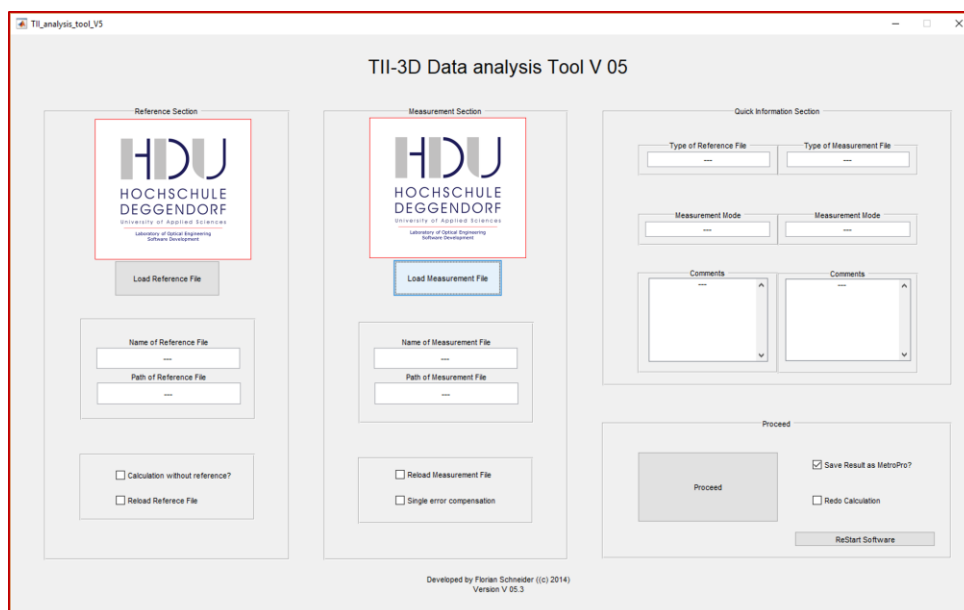 TII_analysis_tool_V5
TII-3D Data analysis Tool V 05
Reference Section
HDU
HOCHSCHULE
DEGGENDORF
University of Applied Sciences
Laboratory of Optical Engineering
Software Development
Load Reference File
Name of Reference File
---
Path of Reference File
---
Calculation without reference?
Reload Referece File
Measurement Section
HDU
HOCHSCHULE
DEGGENDORF
University of Applied Sciences
Laboratory of Optical Engineering
Software Development
Load Measurement File
Name of Measurement File
---
Path of Mesurement File
---
Reload Measurement File
Single error compensation
Quick Information Section
Type of Reference File
---
Type of Measurement File
---
Measurement Mode
---
Measurement Mode
---
Comments
---
Comments
---
Proceed
Proceed
Save Result as MetroPro?
Redo Calculation
ReStart Software
Developed by Florian Schneider ((c) 2014)
Version V 05.3